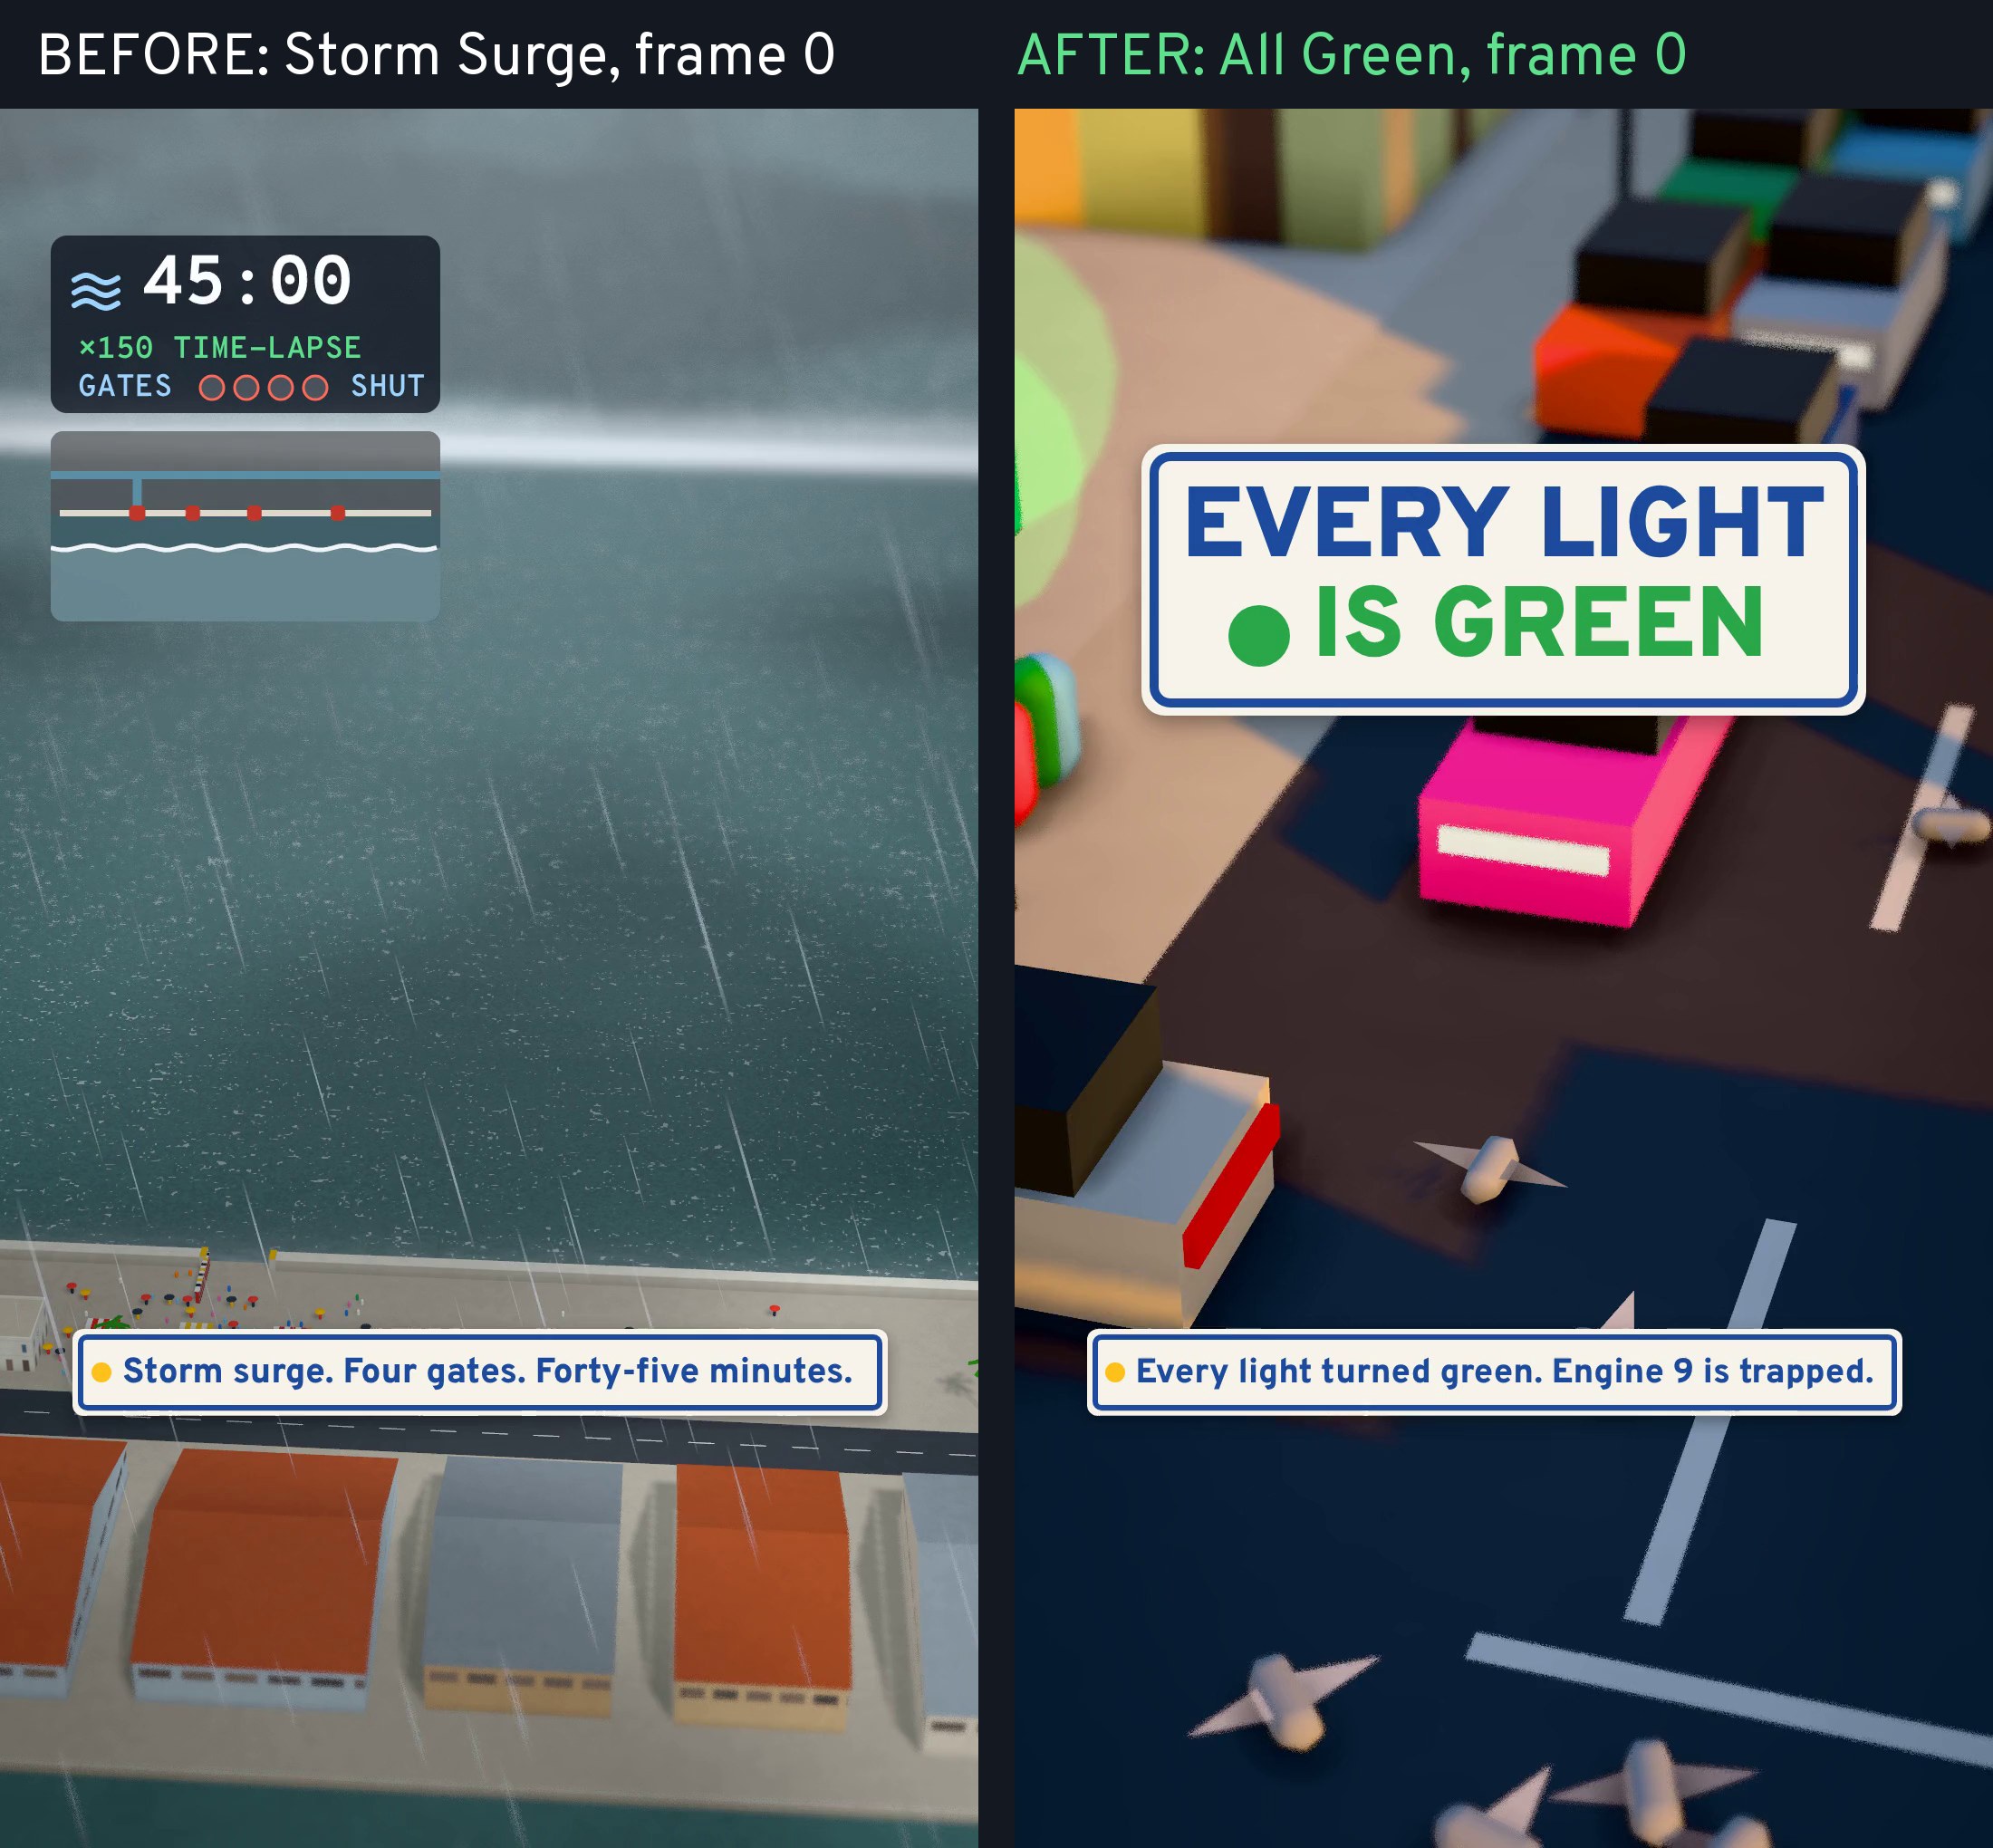 BEFORE: Storm Surge, frame 0
45:00
×150 TIME-LAPSE
GATES SHUT
Storm surge. Four gates. Forty-five minutes.
AFTER: All Green, frame 0
EVERY LIGHT
IS GREEN
Every light turned green. Engine 9 is trapped.